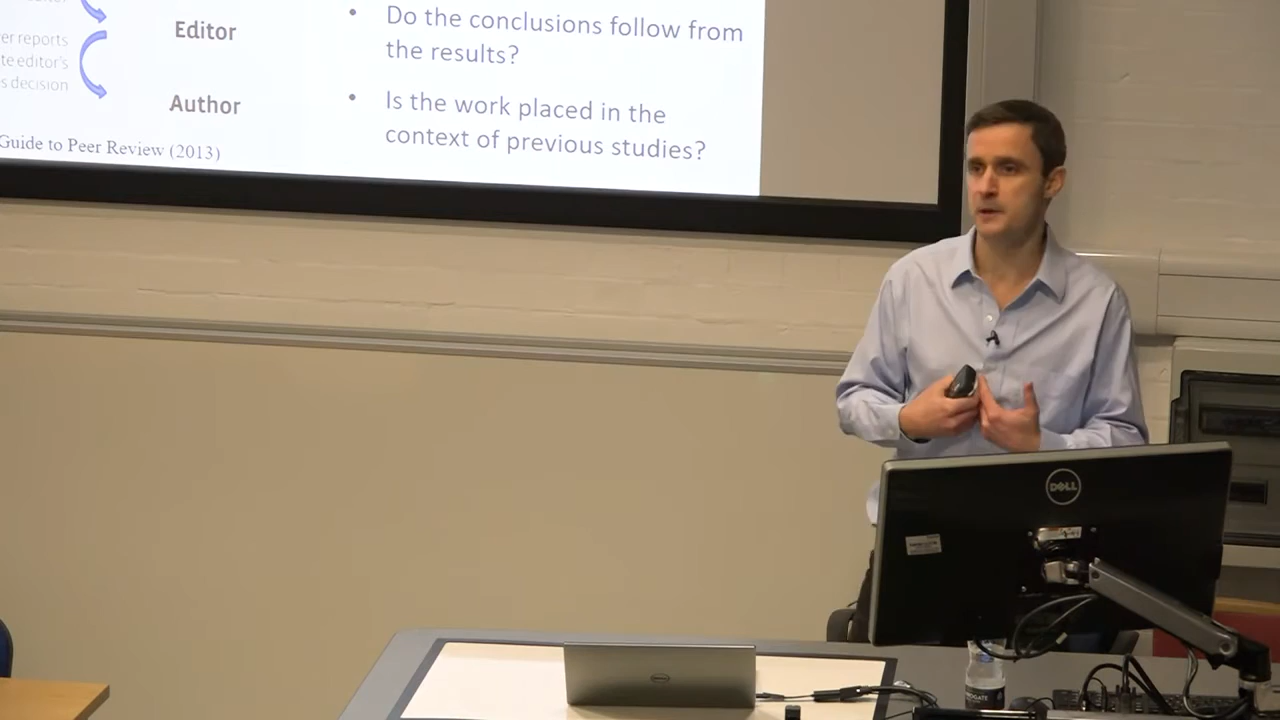 er reports
te editor's
s decision
Editor
Author
Guide to Peer Review (2013)
• Do the conclusions follow from
the results?
• Is the work placed in the
context of previous studies?
DELL
DELL